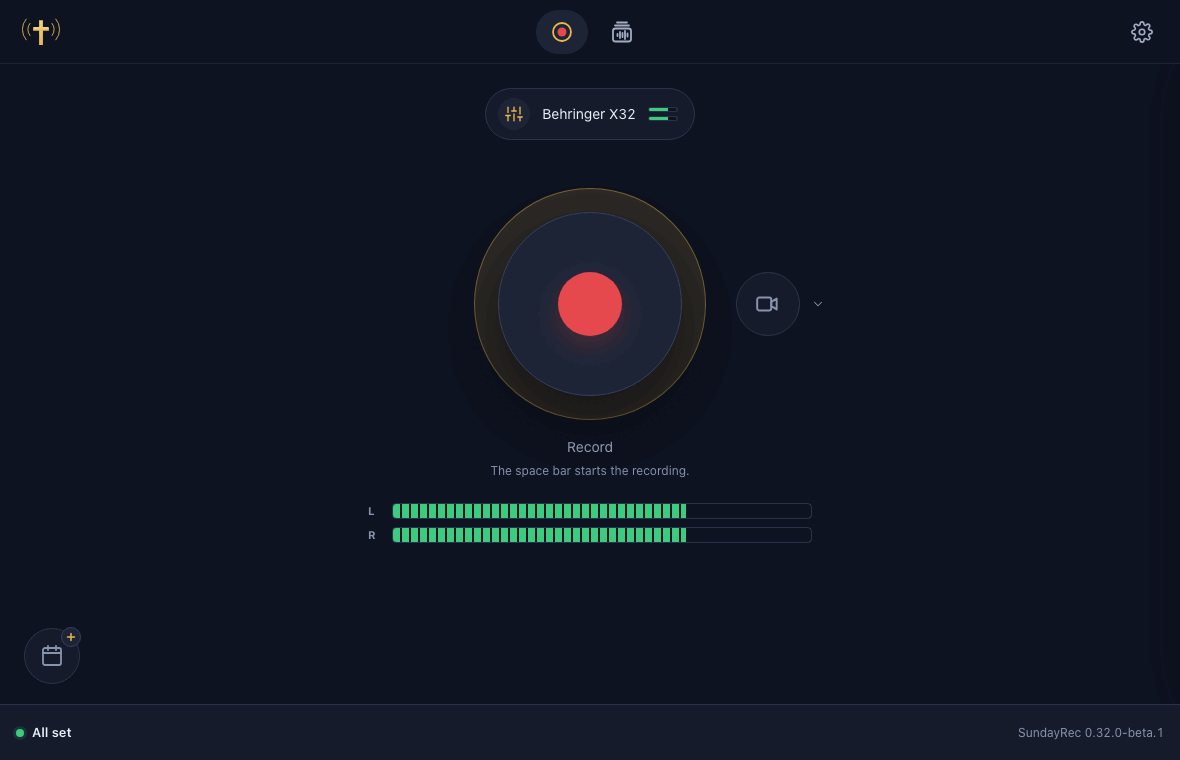 Behringer X32
Record
The space bar starts the recording.
L
R
All set
SundayRec 0.32.0-beta.1